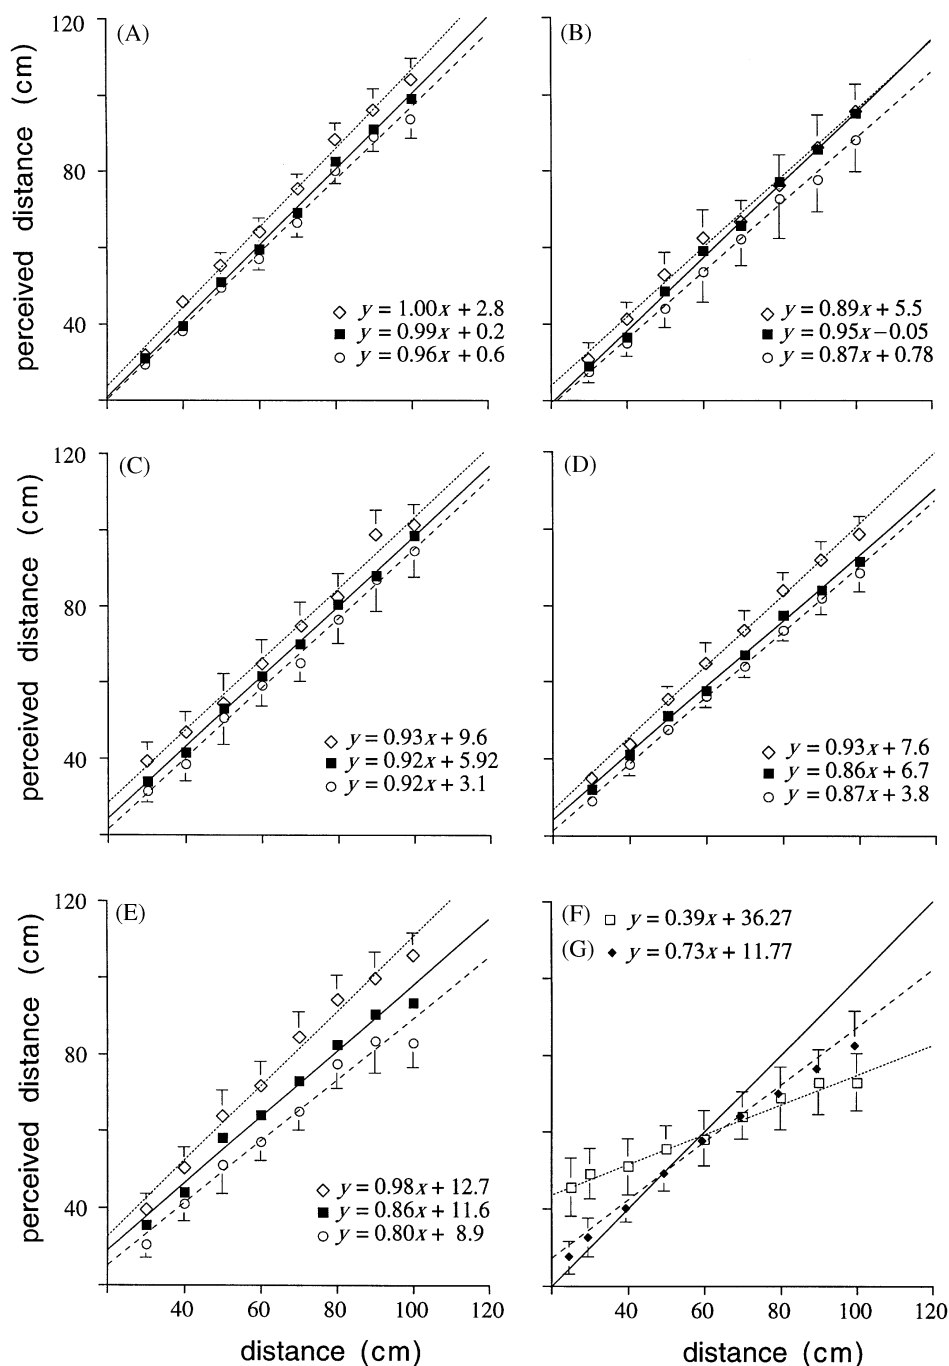 120
(A)
80
40
perceived distance (cm)
y = 1.00x + 2.8
y = 0.99x + 0.2
y = 0.96x + 0.6
(B)
y = 0.89x + 5.5
y = 0.95x − 0.05
y = 0.87x + 0.78
120
(C)
80
40
perceived distance (cm)
y = 0.93x + 9.6
y = 0.92x + 5.92
y = 0.92x + 3.1
(D)
y = 0.93x + 7.6
y = 0.86x + 6.7
y = 0.87x + 3.8
120
(E)
80
40
perceived distance (cm)
y = 0.98x + 12.7
y = 0.86x + 11.6
y = 0.80x + 8.9
40 60 80 100
distance (cm)
(F) y = 0.39x + 36.27
(G) y = 0.73x + 11.77
40 60 80 100 120
distance (cm)